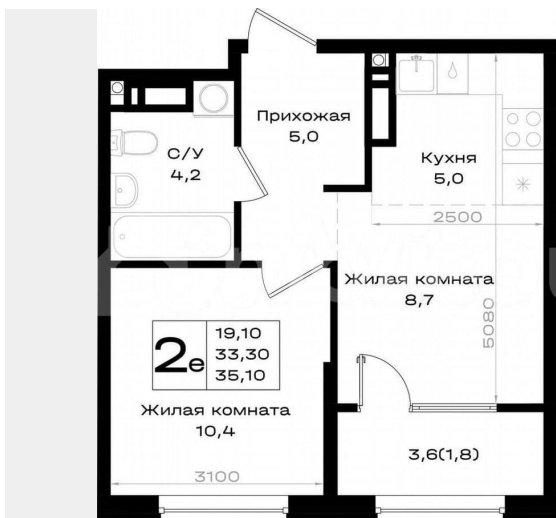 Прихожая
5,0
С/У
4,2
Кухня
5,0
2500
Жилая комната
8,7
5080
2е
19,10
33,30
35,10
Жилая комната
10,4
3100
3,6(1,8)